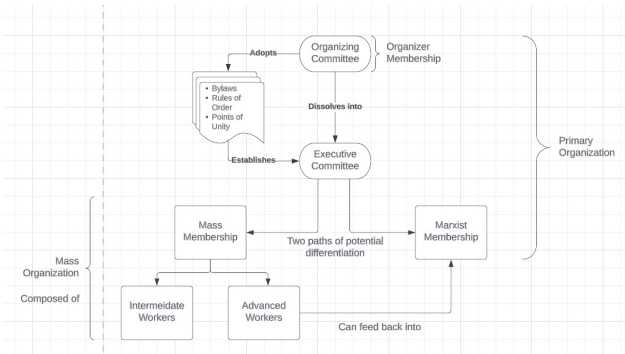 Organizing
Committee
Organizer
Membership
Adopts
• Bylaws
• Rules of
Order
• Points of
Unity
Dissolves into
Establishes
Executive
Committee
Primary
Organization
Mass
Membership
Two paths of potential
differentiation
Marxist
Membership
Mass
Organization
Composed of
Intermeidate
Workers
Advanced
Workers
Can feed back into